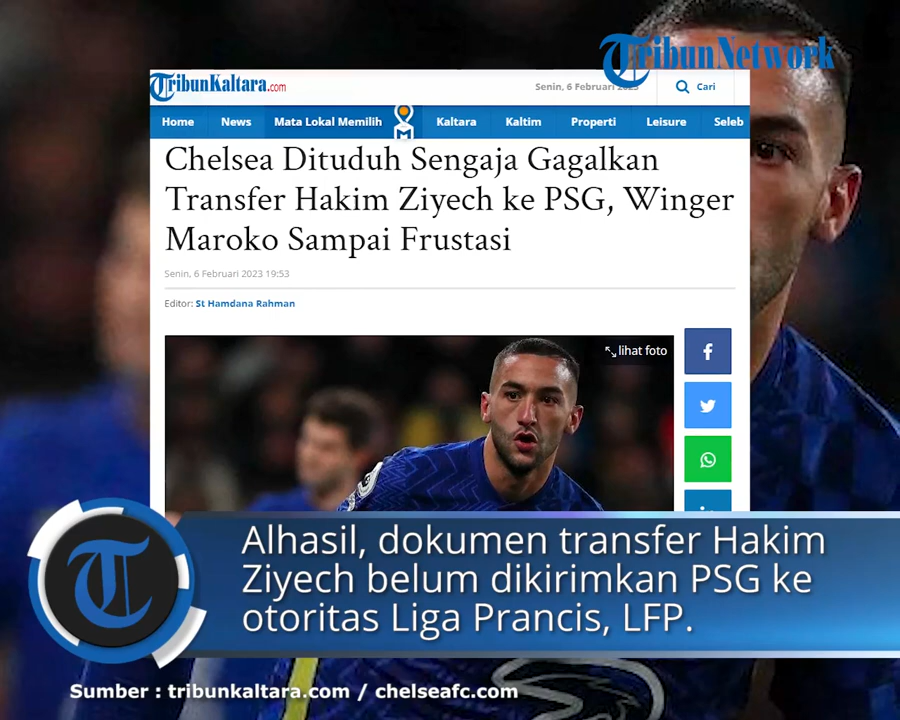 TribunNetwork
TribunKaltara.com
Senin, 6 Februari 2023
Cari
Home News Mata Lokal Memilih Kaltara Kaltim Properti Leisure Seleb
Chelsea Dituduh Sengaja Gagalkan
Transfer Hakim Ziyech ke PSG, Winger
Maroko Sampai Frustasi
Senin, 6 Februari 2023 19:53
Editor: St Hamdana Rahman
lihat foto
Alhasil, dokumen transfer Hakim
Ziyech belum dikirimkan PSG ke
otoritas Liga Prancis, LFP.
Sumber : tribunkaltara.com / chelseafc.com